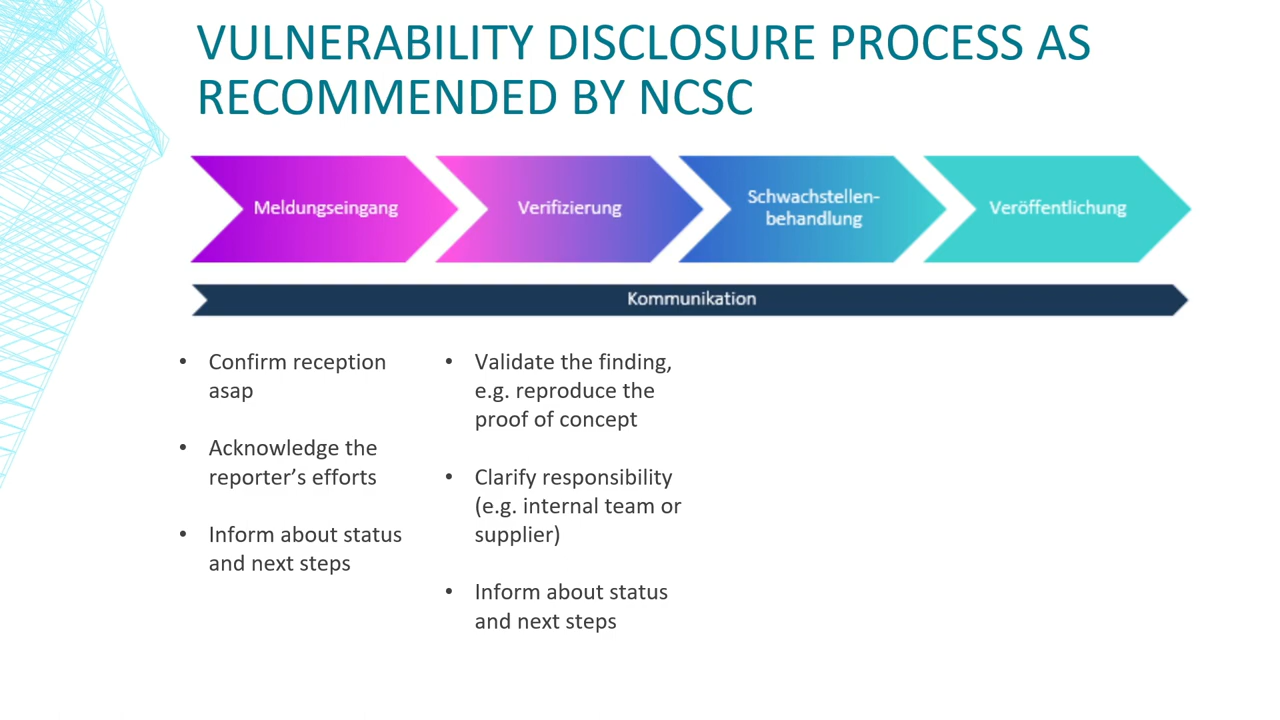 VULNERABILITY DISCLOSURE PROCESS AS
RECOMMENDED BY NCSC
Meldungseingang
Verifizierung
Schwachstellen-
behandlung
Veröffentlichung
Kommunikation
• Confirm reception
asap
• Acknowledge the
reporter’s efforts
• Inform about status
and next steps
• Validate the finding,
e.g. reproduce the
proof of concept
• Clarify responsibility
(e.g. internal team or
supplier)
• Inform about status
and next steps